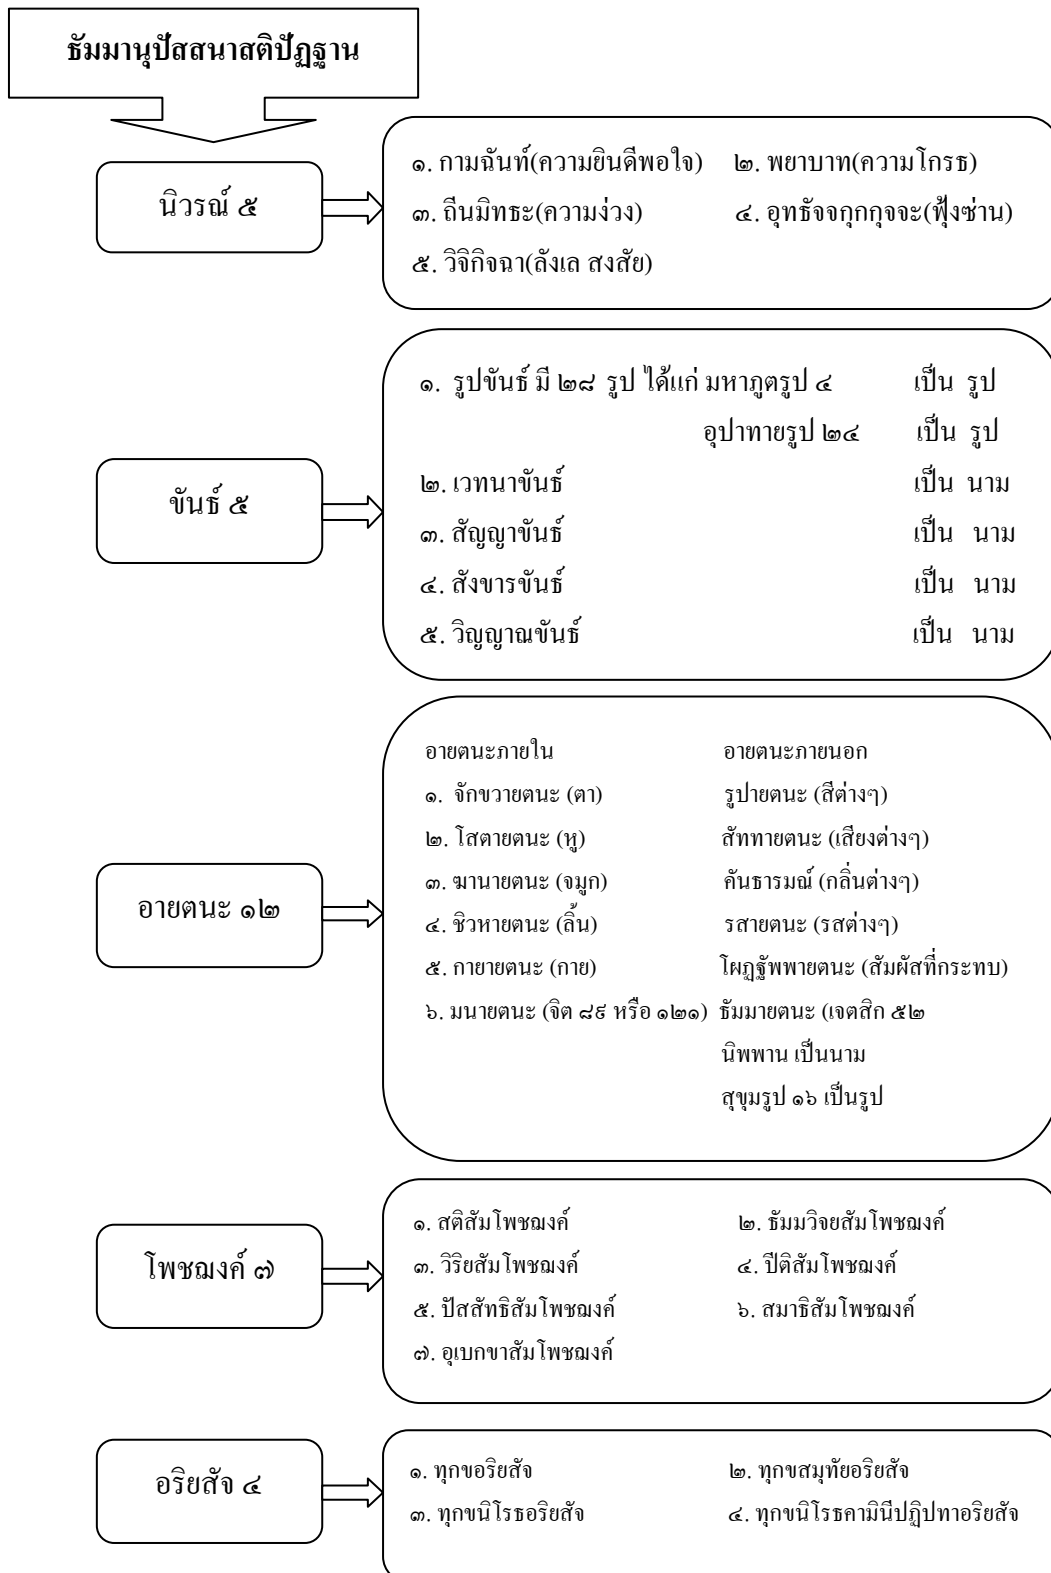 ธัมมานุปัสสนาสติปัฏฐาน
นิวรณ์ ๕
๑. กามฉันท์(ความยินดีพอใจ) ๒. พยาบาท(ความโกรธ)
๓. ถีนมิทธะ(ความง่วง) ๔. อุทธัจจกุกกุจจะ(ฟุ้งซ่าน)
๕. วิจิกิจฉา(ลังเล สงสัย)
ขันธ์ ๕
๑. รูปขันธ์ มี ๒๘ รูป ได้แก่ มหาภูตรูป ๔ เป็น รูป
อุปาทายรูป ๒๔ เป็น รูป
๒. เวทนาขันธ์ เป็น นาม
๓. สัญญาขันธ์ เป็น นาม
๔. สังขารขันธ์ เป็น นาม
๕. วิญญาณขันธ์ เป็น นาม
อายตนะ ๑๒
อายตนะภายใน อายตนะภายนอก
๑. จักขวายตนะ (ตา) รูปายตนะ (สีต่างๆ)
๒. โสตายตนะ (หู) สัททายตนะ (เสียงต่างๆ)
๓. ฆานายตนะ (จมูก) คันธารมณ์ (กลิ่นต่างๆ)
๔. ชิวหายตนะ (ลิ้น) รสายตนะ (รสต่างๆ)
๕. กายายตนะ (กาย) โผฏฐัพพายตนะ (สัมผัสที่กระทบ)
๖. มนายตนะ (จิต ๘๙ หรือ ๑๒๑) ธัมมายตนะ (เจตสิก ๕๒
นิพพาน เป็นนาม
สุขุมรูป ๑๖ เป็นรูป
โพชฌงค์ ๗
๑. สติสัมโพชฌงค์ ๒. ธัมมวิจยสัมโพชฌงค์
๓. วิริยสัมโพชฌงค์ ๔. ปีติสัมโพชฌงค์
๕. ปัสสัทธิสัมโพชฌงค์ ๖. สมาธิสัมโพชฌงค์
๗. อุเบกขาสัมโพชฌงค์
อริยสัจ ๔
๑. ทุกขอริยสัจ ๒. ทุกขสมุทัยอริยสัจ
๓. ทุกขนิโรธอริยสัจ ๔. ทุกขนิโรธคามินีปฏิปทาอริยสัจ